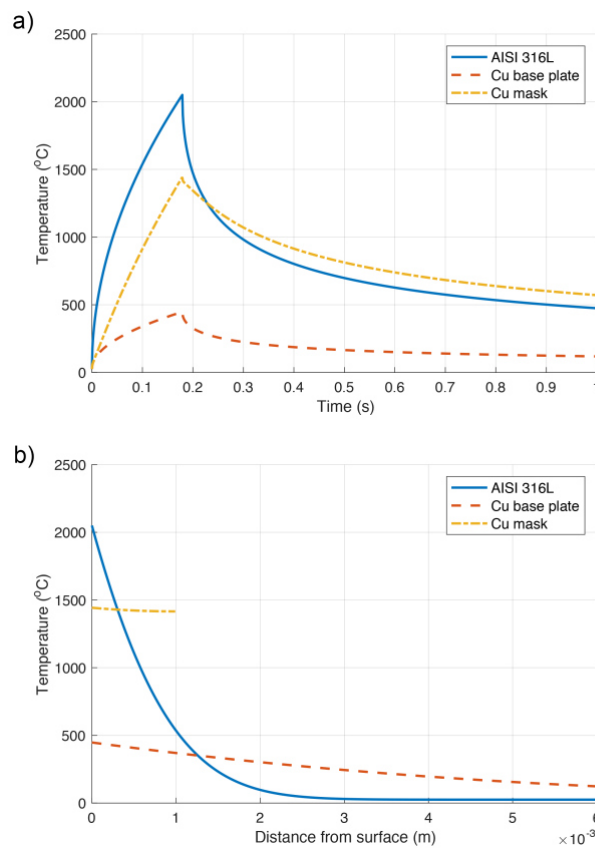 a)
2500
2000
1500
1000
500
0
Temperature (°C)
AISI 316L
Cu base plate
Cu mask
0 0.1 0.2 0.3 0.4 0.5 0.6 0.7 0.8 0.9 1
Time (s)
b)
2500
2000
1500
1000
500
0
Temperature (°C)
AISI 316L
Cu base plate
Cu mask
0 1 2 3 4 5 6
Distance from surface (m)